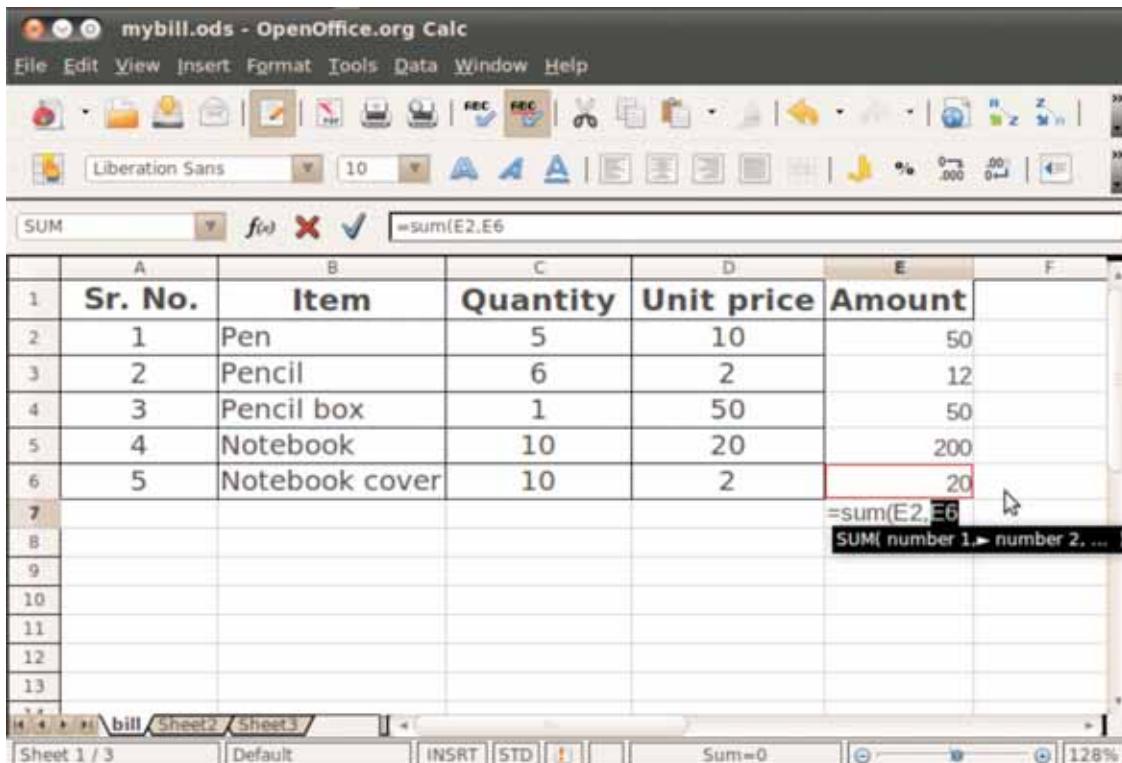 mybill.ods - OpenOffice.org Calc
File Edit View Insert Format Tools Data Window Help
Liberation Sans 10
SUM f(x) =sum(E2,E6
A B C D E F
1 Sr. No. Item Quantity Unit price Amount
2 1 Pen 5 10 50
3 2 Pencil 6 2 12
4 3 Pencil box 1 50 50
5 4 Notebook 10 20 200
6 5 Notebook cover 10 2 20
7 =sum(E2,E6
8 SUM( number 1,► number 2, ...
9
10
11
12
13
bill Sheet2 Sheet3
Sheet 1 / 3 Default INSRT STD Sum=0 128%